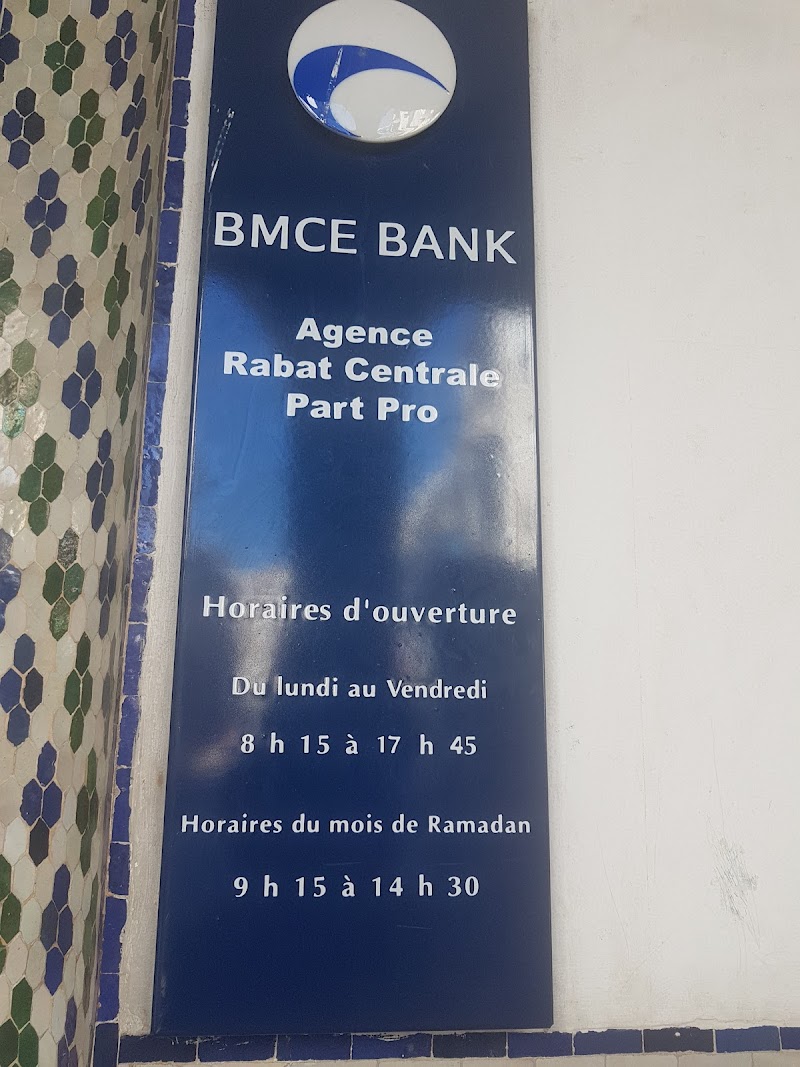 BMCE BANK
Agence
Rabat Centrale
Part Pro
Horaires d'ouverture
Du lundi au Vendredi
8 h 15 à 17 h 45
Horaires du mois de Ramadan
9 h 15 à 14 h 30